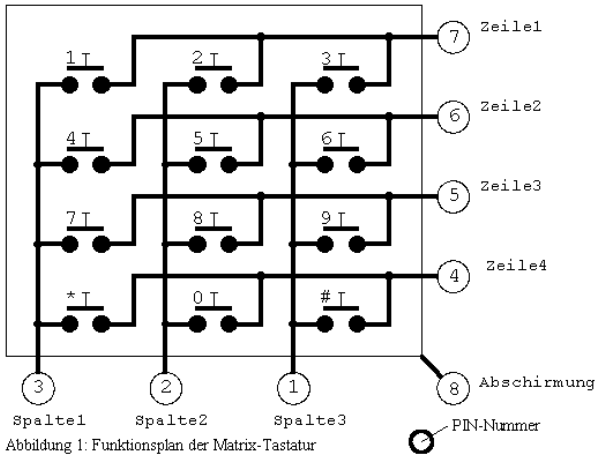 Zeile1
1 2 3
7
Zeile2
4 5 6
6
Zeile3
7 8 9
5
Zeile4
* 0 #
4
3 2 1
8 Abschirmung
Spalte1 Spalte2 Spalte3
PIN-Nummer
Abbildung 1: Funktionsplan der Matrix-Tastatur